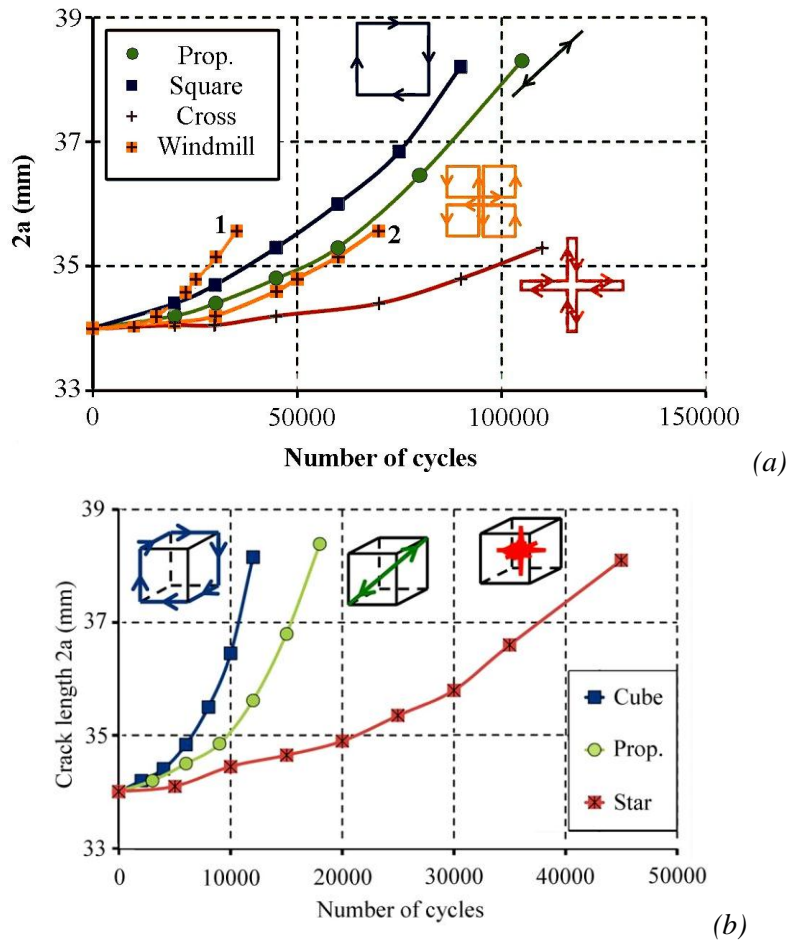 39
37
35
33
2a (mm)
Prop.
Square
Cross
Windmill
1
2
0
50000
100000
150000
Number of cycles
(a)
39
37
35
33
Crack length 2a (mm)
Cube
Prop.
Star
0
10000
20000
30000
40000
50000
Number of cycles
(b)